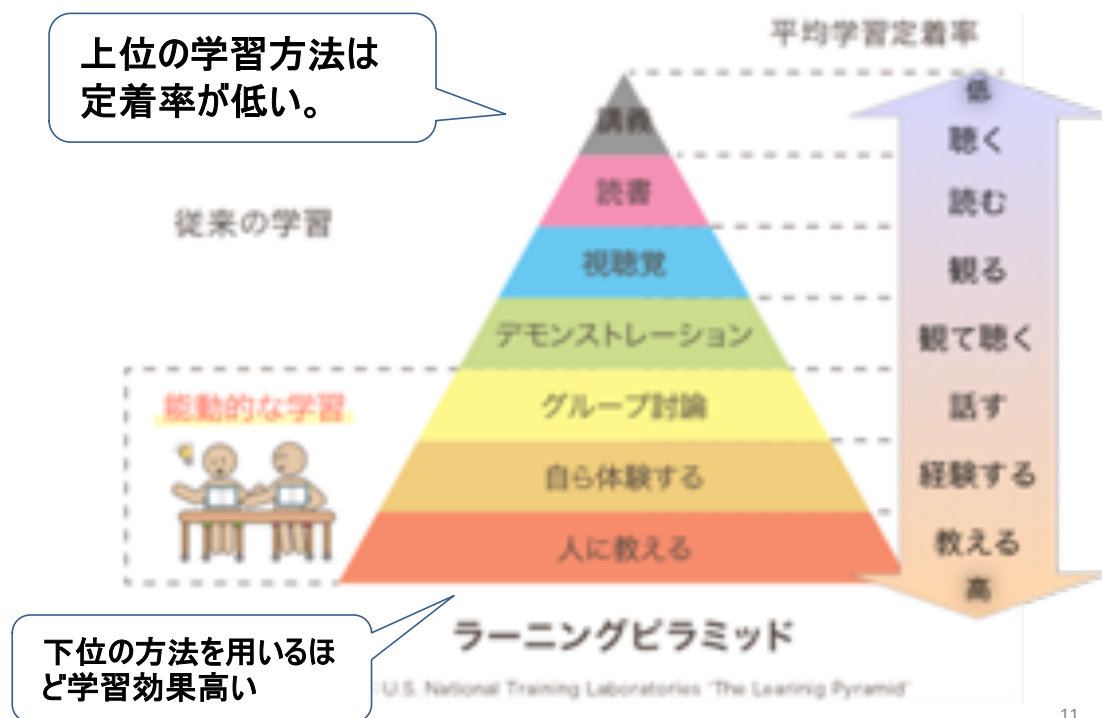 上位の学習方法は
定着率が低い。
平均学習定着率
低
講義
聴く
読書
読む
従来の学習
視聴覚
観る
デモンストレーション
観て聴く
能動的な学習
グループ討論
話す
自ら体験する
経験する
人に教える
教える
高
下位の方法を用いるほ
ど学習効果高い
ラーニングピラミッド
U.S. National Training Laboratories 'The Learinig Pyramid'
11